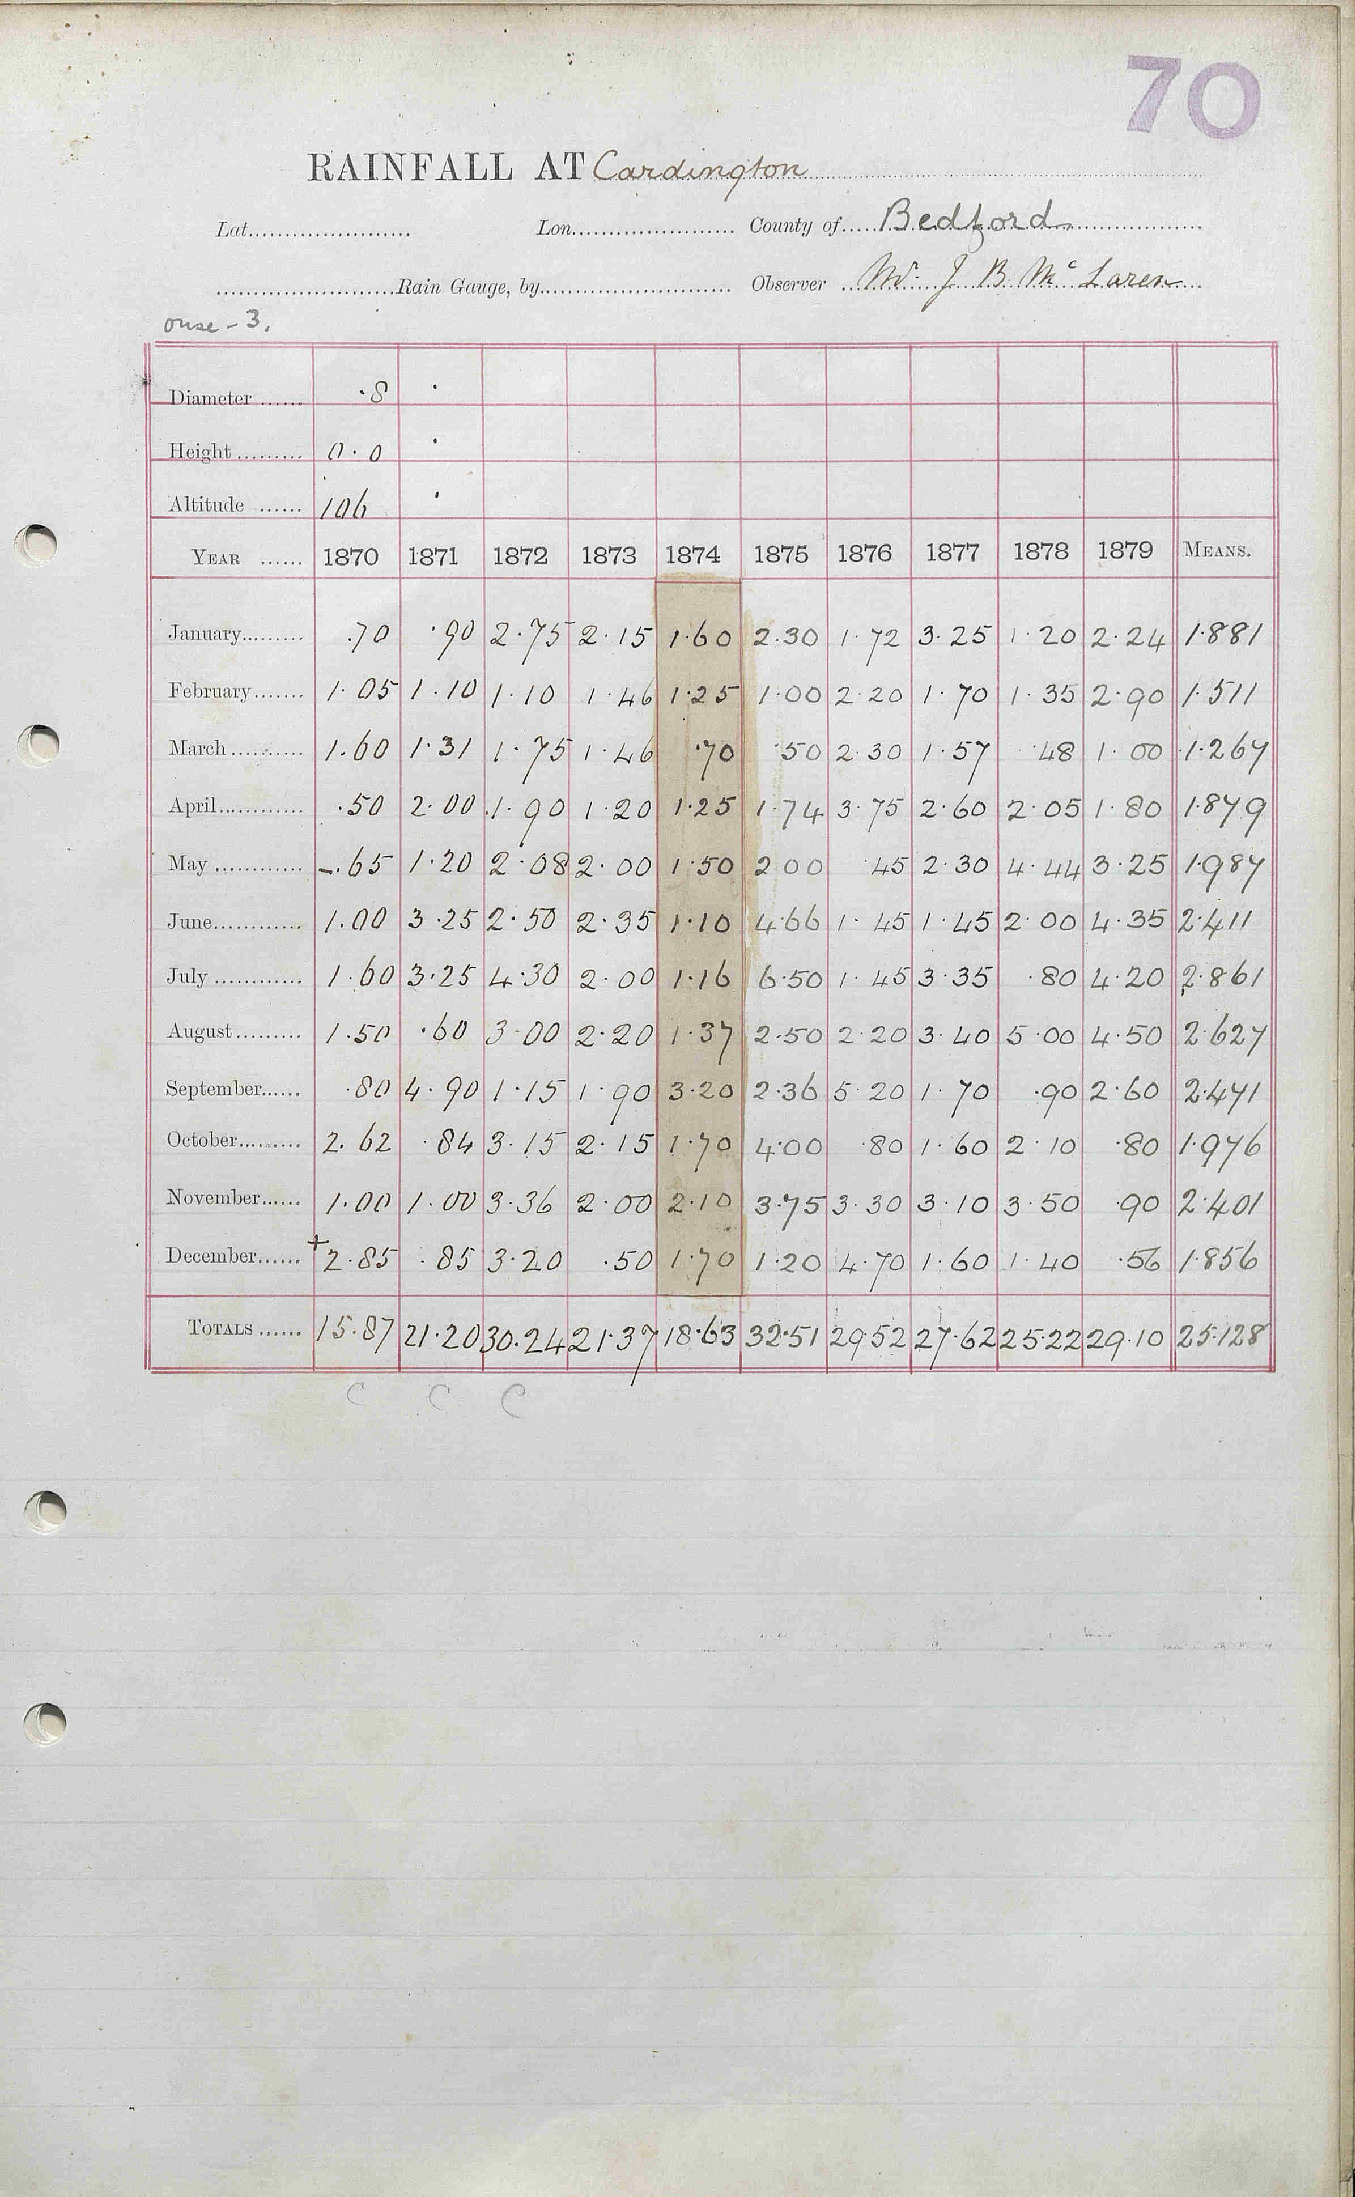 70
RAINFALL AT Cardington
Lat. Lon. County of Bedford
Rain Gauge, by Observer Mr. J B Mc Laren
ouse - 3.
Diameter ·8 ·
Height 0·0 ·
Altitude 106 ·
YEAR 1870 1871 1872 1873 1874 1875 1876 1877 1878 1879 MEANS.
January ·70 ·90 2·75 2·15 1·60 2·30 1·72 3·25 1·20 2·24 1·881
February 1·05 1·10 1·10 1·46 1·25 1·00 2·20 1·70 1·35 2·90 1·511
March 1·60 1·31 1·75 1·46 ·70 ·50 2·30 1·57 ·48 1·00 1·267
April ·50 2·00 1·90 1·20 1·25 1·74 3·75 2·60 2·05 1·80 1·879
May –·65 1·20 2·08 2·00 1·50 2·00 45 2·30 4·44 3·25 1·987
June 1·00 3·25 2·50 2·35 1·10 4·66 1·45 1·45 2·00 4·35 2·411
July 1·60 3·25 4·30 2·00 1·16 6·50 1·45 3·35 ·80 4·20 2·861
August 1·50 ·60 3·00 2·20 1·37 2·50 2·20 3·40 5·00 4·50 2·627
September ·80 4·90 1·15 1·90 3·20 2·36 5·20 1·70 ·90 2·60 2·471
October 2·62 ·84 3·15 2·15 1·70 4·00 ·80 1·60 2·10 ·80 1·976
November 1·00 1·00 3·36 2·00 2·10 3·75 3·30 3·10 3·50 ·90 2·401
December +2·85 ·85 3·20 ·50 1·70 1·20 4·70 1·60 1·40 ·56 1·856
TOTALS 15·87 21·20 30·24 21·37 18·63 32·51 29·52 27·62 25·22 29·10 25·128
C C C